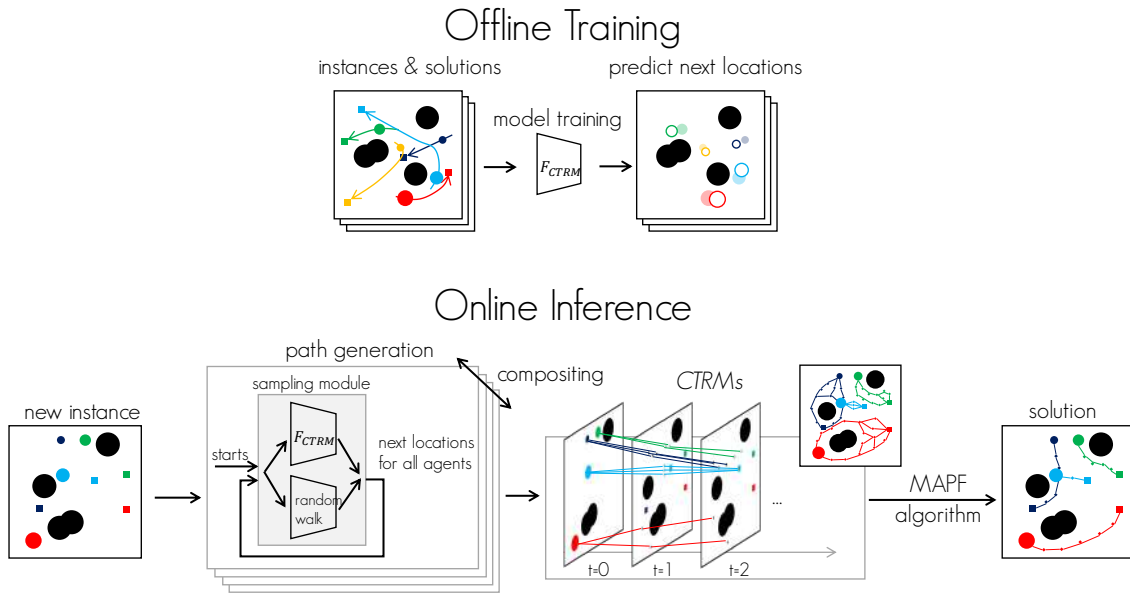 Offline Training
instances & solutions
predict next locations
model training
F_CTRM
Online Inference
path generation
compositing
CTRMs
sampling module
new instance
solution
F_CTRM
starts
next locations
for all agents
random
walk
MAPF
algorithm
...
t=0
t=1
t=2